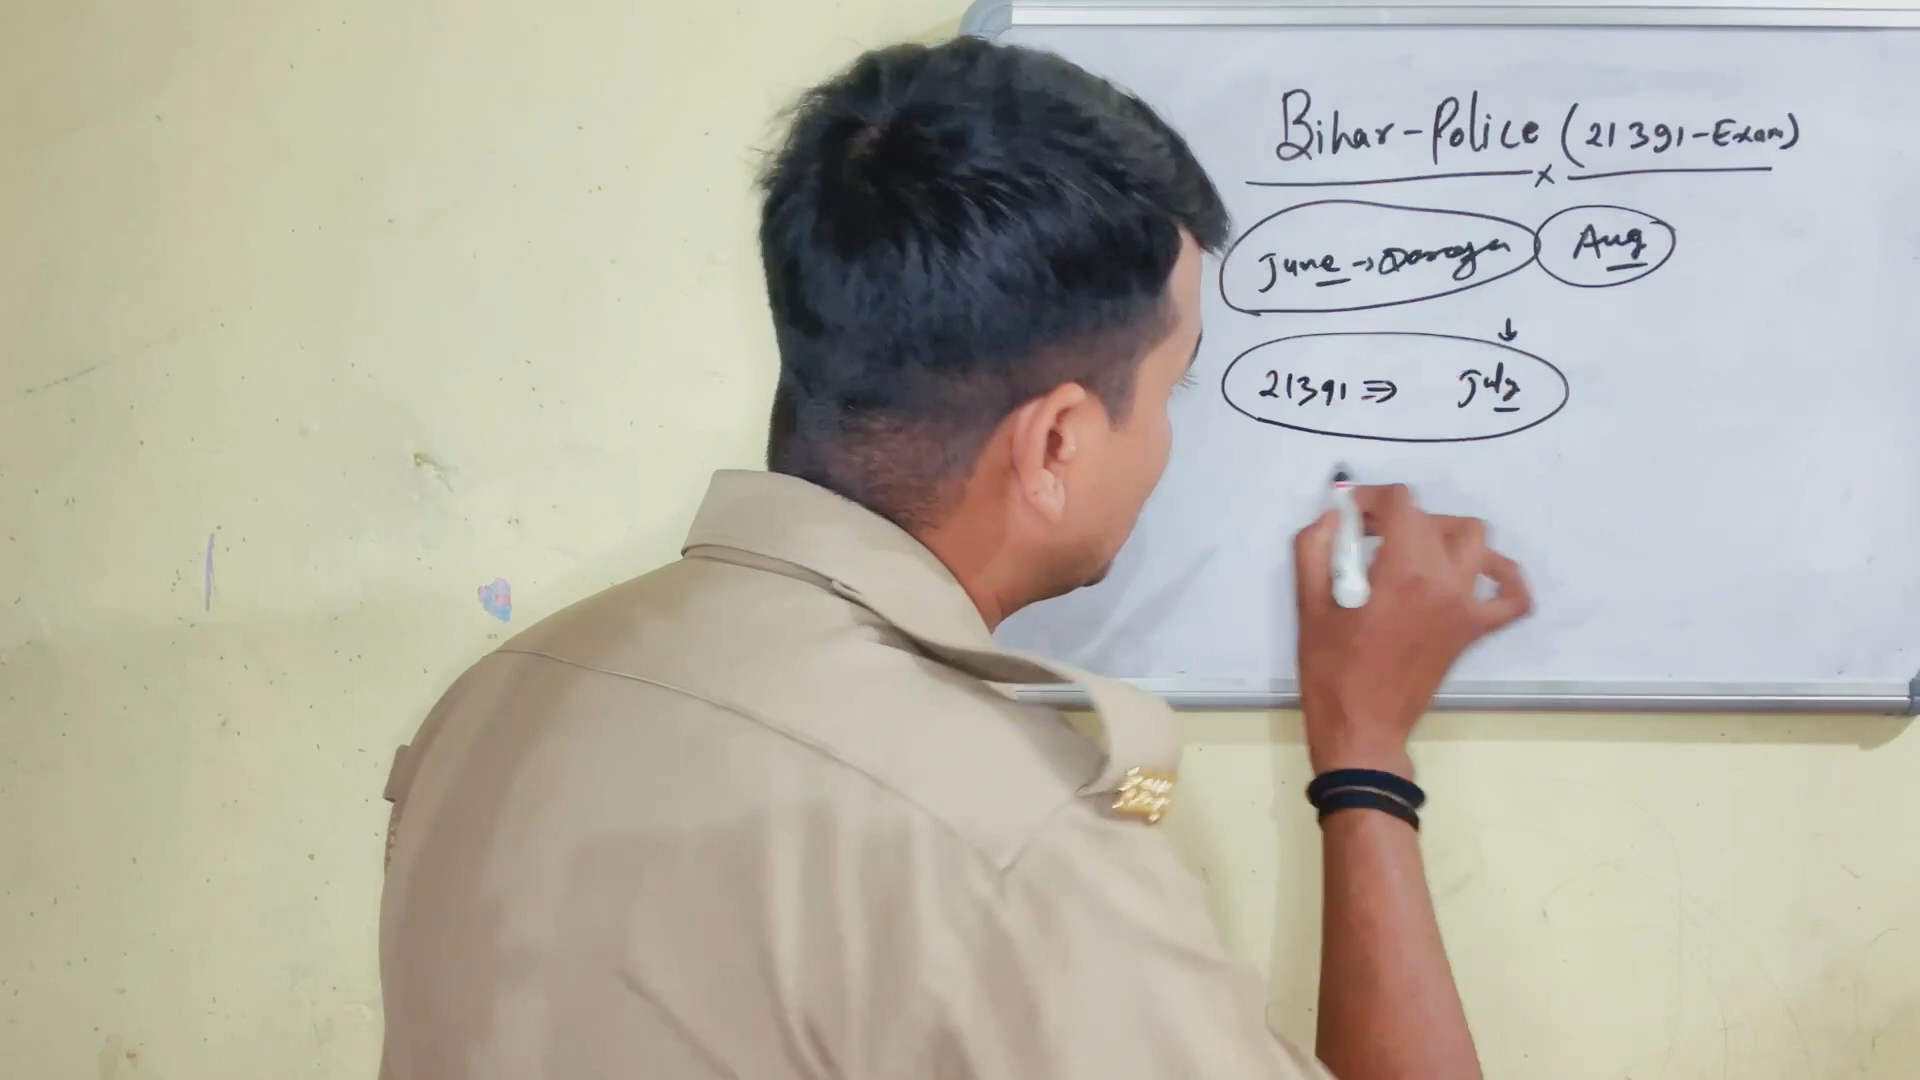 Bihar-Police (21391-Exam)
x
June → Daroga Aug
↓
21391 ⇒ July